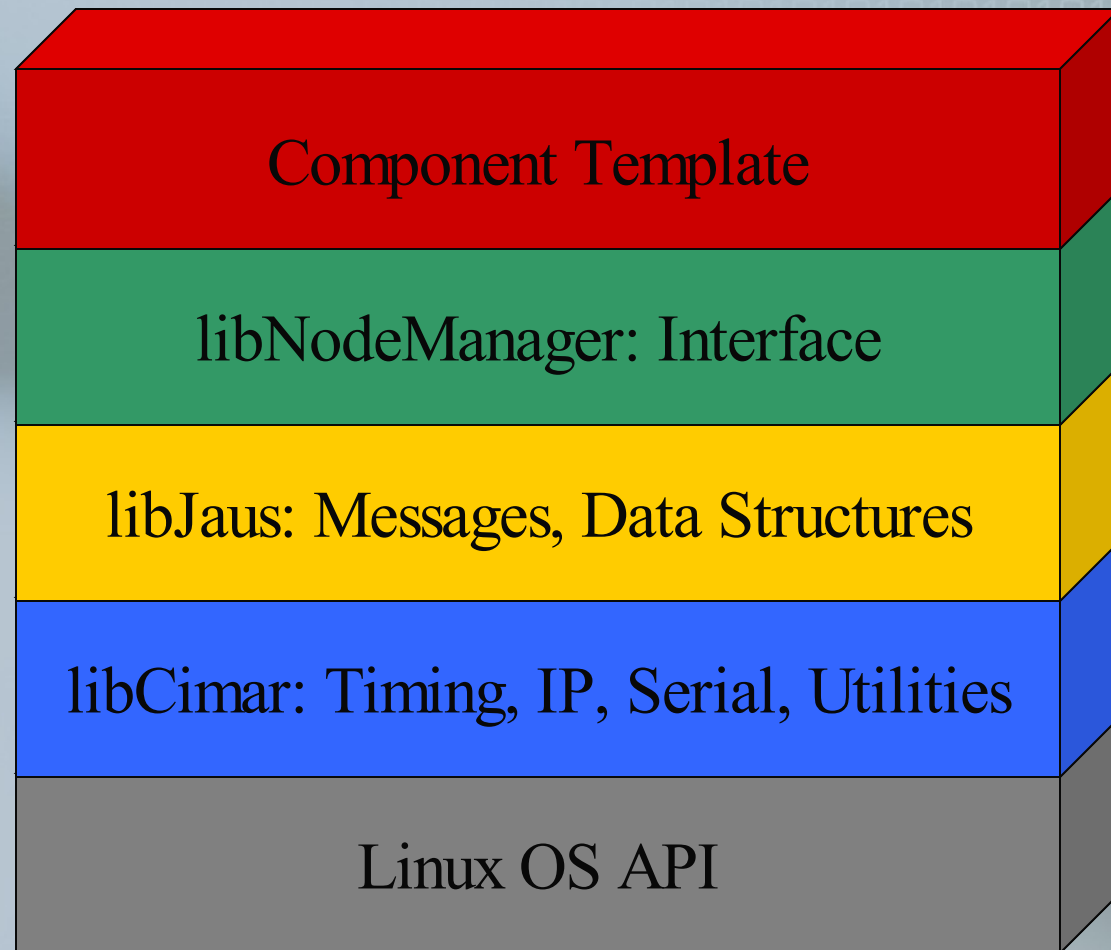 Component Template
libNodeManager: Interface
libJaus: Messages, Data Structures
libCimar: Timing, IP, Serial, Utilities
Linux OS API